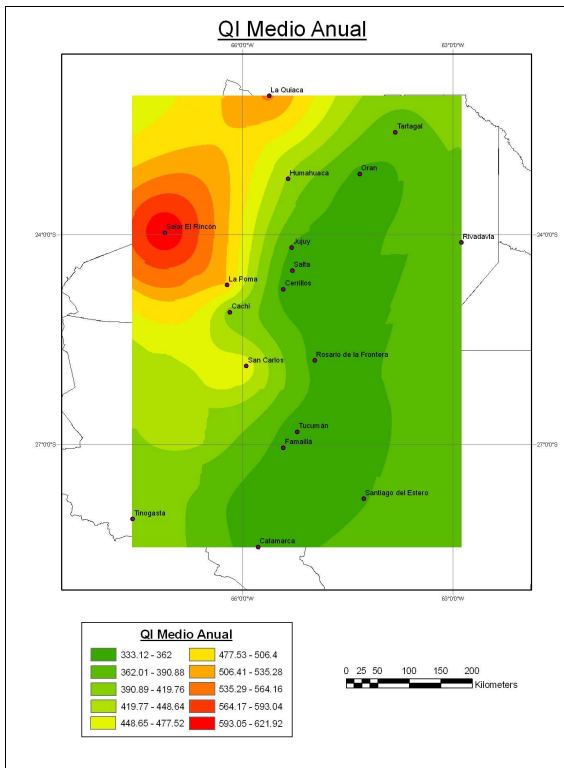 QI Medio Anual
66°0'0"W
63°0'0"W
La Quiaca
Tartagal
Humahuaca
Oran
24°0'0"S
24°0'0"S
Salar El Rincón
Rivadavia
Jujuy
Salta
La Poma
Cerrillos
Cachi
San Carlos
Rosario de la Frontera
Tucumán
27°0'0"S
27°0'0"S
Famailla
Santiago del Estero
Tinogasta
Catamarca
66°0'0"W
63°0'0"W
QI Medio Anual
333.12 - 362
362.01 - 390.88
390.89 - 419.76
419.77 - 448.64
448.65 - 477.52
477.53 - 506.4
506.41 - 535.28
535.29 - 564.16
564.17 - 593.04
593.05 - 621.92
0 25 50 100 150 200
Kilometers